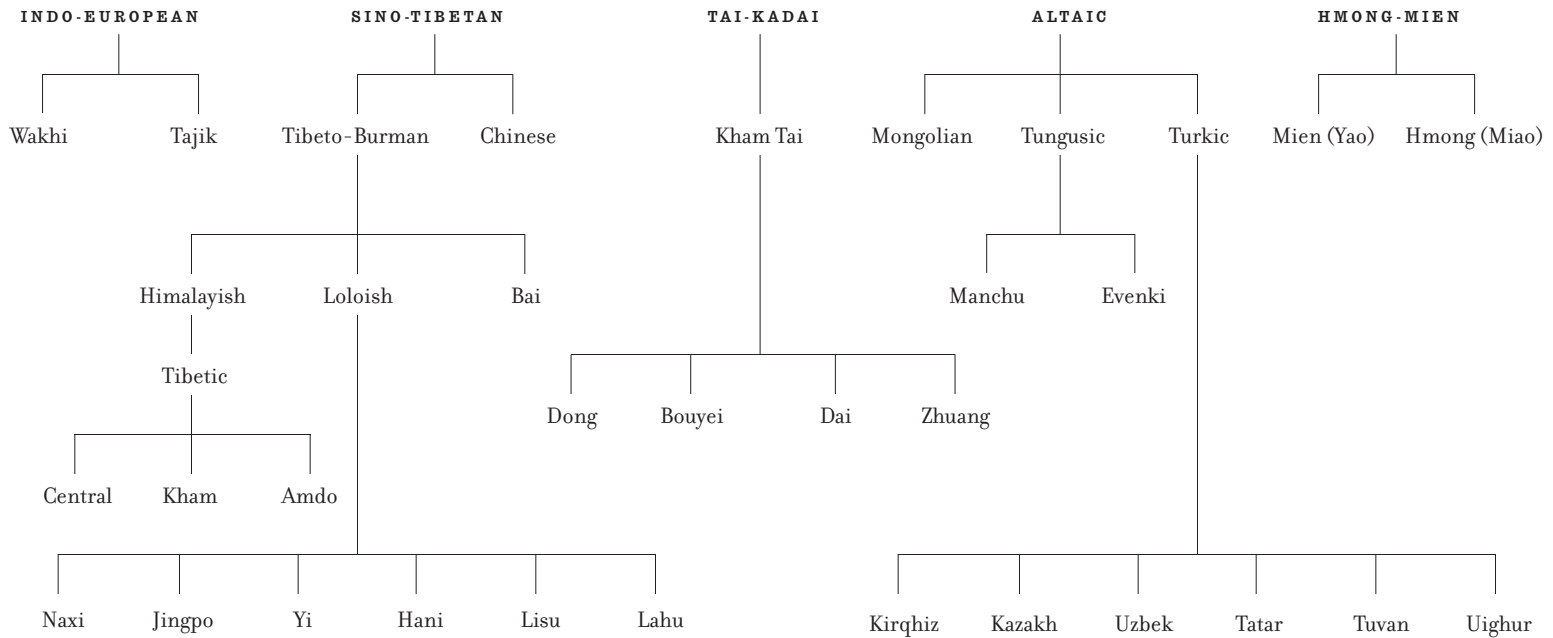 INDO-EUROPEAN SINO-TIBETAN TAI-KADAI ALTAIC HMONG-MIEN
Wakhi Tajik Tibeto-Burman Chinese Kham Tai Mongolian Tungusic Turkic Mien (Yao) Hmong (Miao)
Himalayish Loloish Bai Manchu Evenki
Tibetic
Dong Bouyei Dai Zhuang
Central Kham Amdo
Naxi Jingpo Yi Hani Lisu Lahu Kirqhiz Kazakh Uzbek Tatar Tuvan Uighur